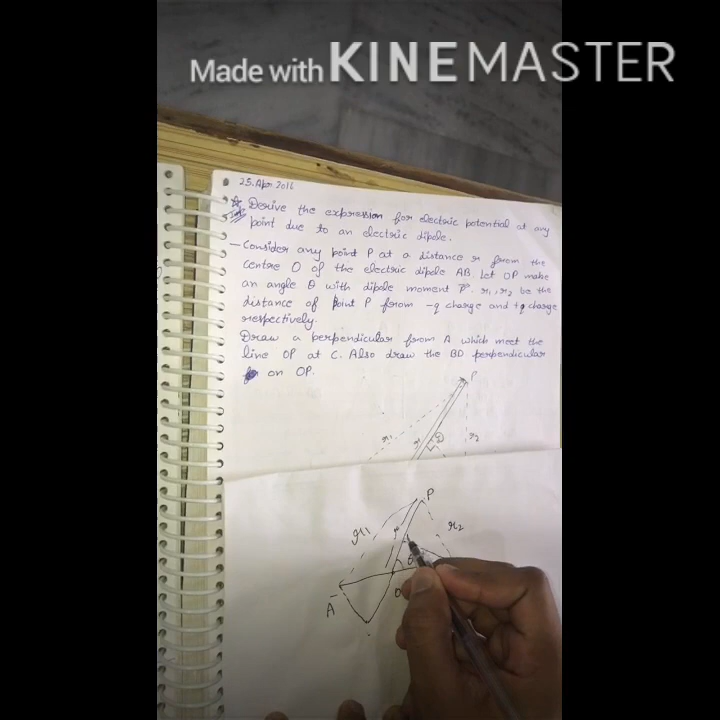 Made with KINEMASTER
25.Apr 2016
Derive the expression for electric potential at any
point due to an electric dipole.
- Consider any point P at a distance r from the
centre O of the electric dipole AB Let OP make
an angle θ with dipole moment P. r1, r2 be the
distance of point P from -q charge and +q charge
respectively.
Draw a perpendicular from A which meet the
line OP at C. Also draw the BD perpendicular
on OP.
P
r1
r
D
r2
P
r1
r
r2
θ
O
-
A